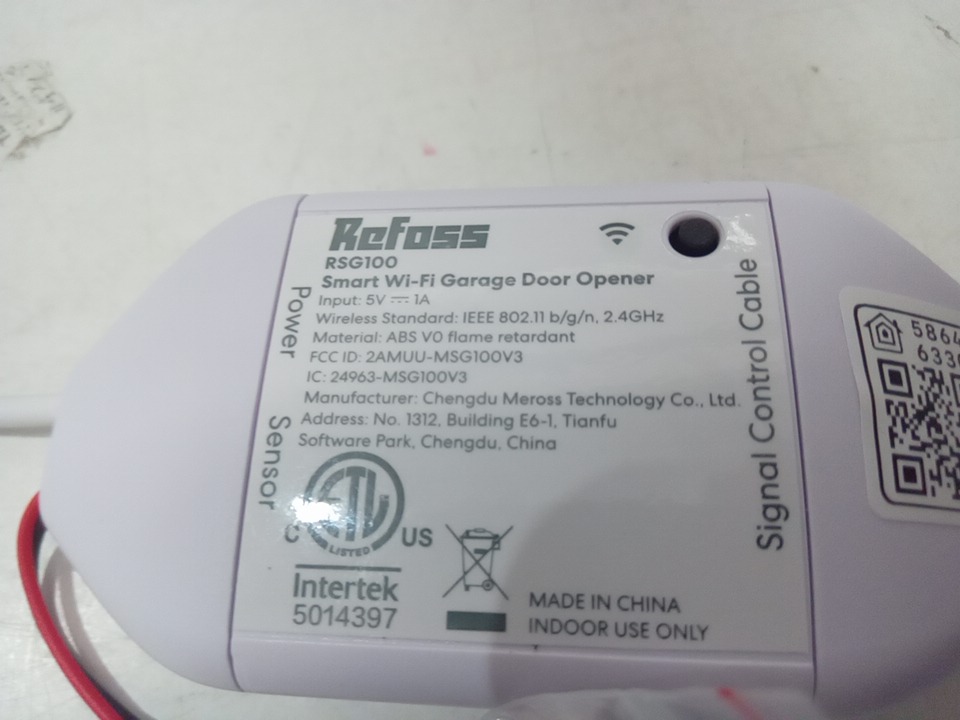 Refoss
RSG100
Smart Wi-Fi Garage Door Opener
Input: 5V ⎓ 1A
Wireless Standard: IEEE 802.11 b/g/n, 2.4GHz
Material: ABS V0 flame retardant
FCC ID: 2AMUU-MSG100V3
IC: 24963-MSG100V3
Manufacturer: Chengdu Meross Technology Co., Ltd.
Address: No. 1312, Building E6-1, Tianfu
Software Park, Chengdu, China
Power
Sensor
Signal Control Cable
ETL
LISTED
C US
Intertek
5014397
MADE IN CHINA
INDOOR USE ONLY